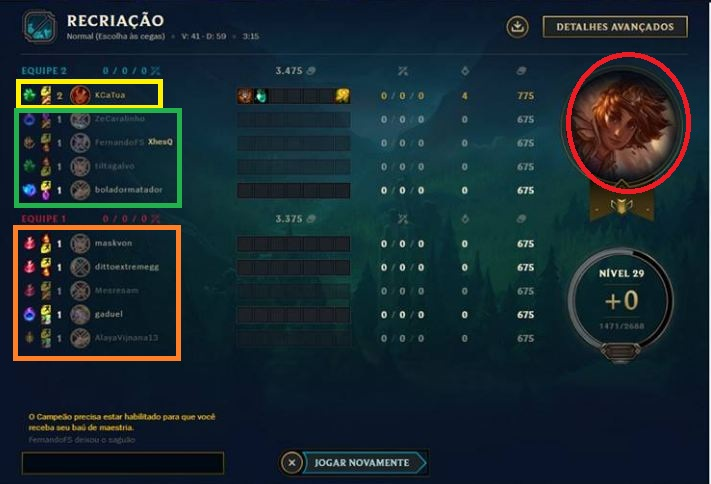 RECRIAÇÃO
Normal (Escolha às cegas) • V: 41 - D: 59 • 3:15
DETALHES AVANÇADOS
EQUIPE 2 0 / 0 / 0 3.475
2 KCaTua 0 / 0 / 0 4 775
1 ZeCaralinho 0 / 0 / 0 0 675
1 FernandoFS XhesQ 0 / 0 / 0 0 675
1 tiltagalvo 0 / 0 / 0 0 675
1 boladormatador 0 / 0 / 0 0 675
EQUIPE 1 0 / 0 / 0 3.375
1 maskvon 0 / 0 / 0 0 675
1 dittoextremegg 0 / 0 / 0 0 675
1 Mesresam 0 / 0 / 0 0 675
1 gaduel 0 / 0 / 0 0 675
1 AlayaVijnana13 0 / 0 / 0 0 675
NÍVEL 29
+0
1471/2688
O Campeão precisa estar habilitado para que você
receba seu baú de maestria.
FernandoFS deixou o saguão
JOGAR NOVAMENTE